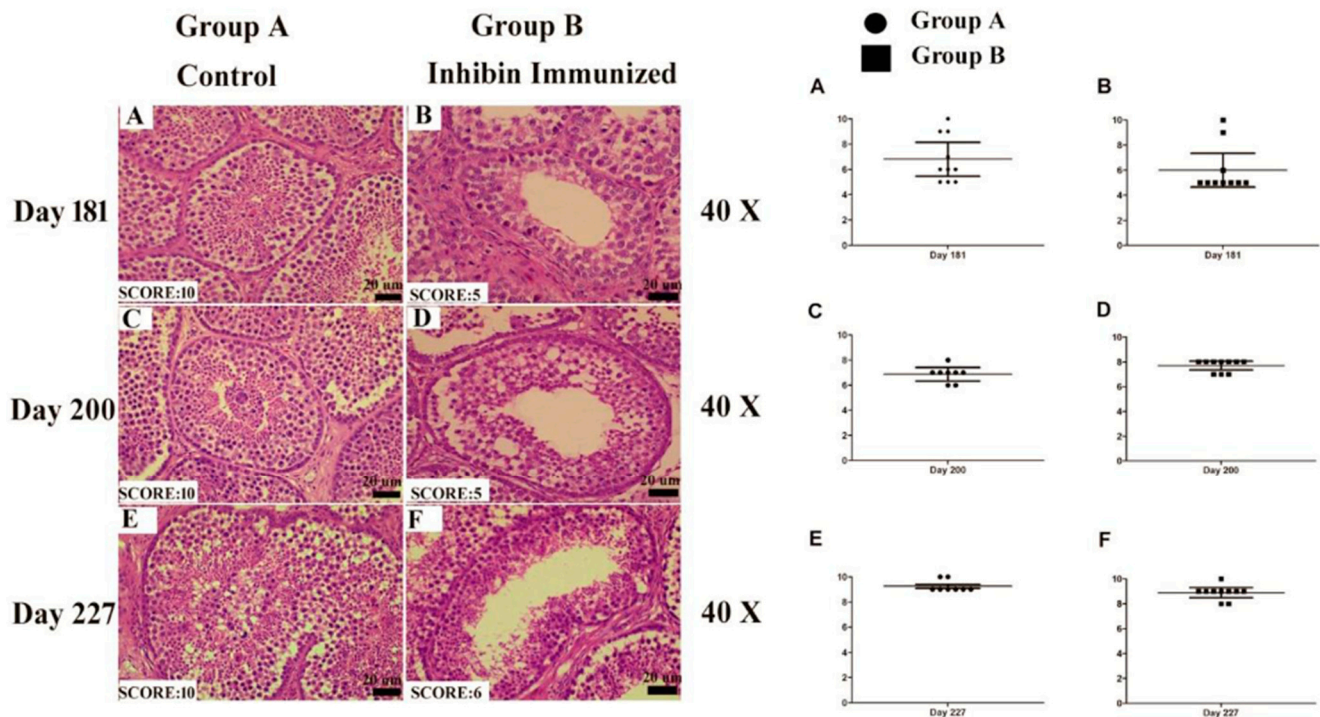 Group A
Control
Group B
Inhibin Immunized
Day 181
A
SCORE:10
20 um
B
SCORE:5
20 um
40 X
Day 200
C
SCORE:10
20 um
D
SCORE:5
20 um
40 X
Day 227
E
SCORE:10
20 um
F
SCORE:6
20 um
40 X
Group A
Group B
A
10
8
6
4
2
0
Day 181
B
10
8
6
4
2
0
Day 181
C
10
8
6
4
2
0
Day 200
D
10
8
6
4
2
0
Day 200
E
10
8
6
4
2
0
Day 227
F
10
8
6
4
2
0
Day 227